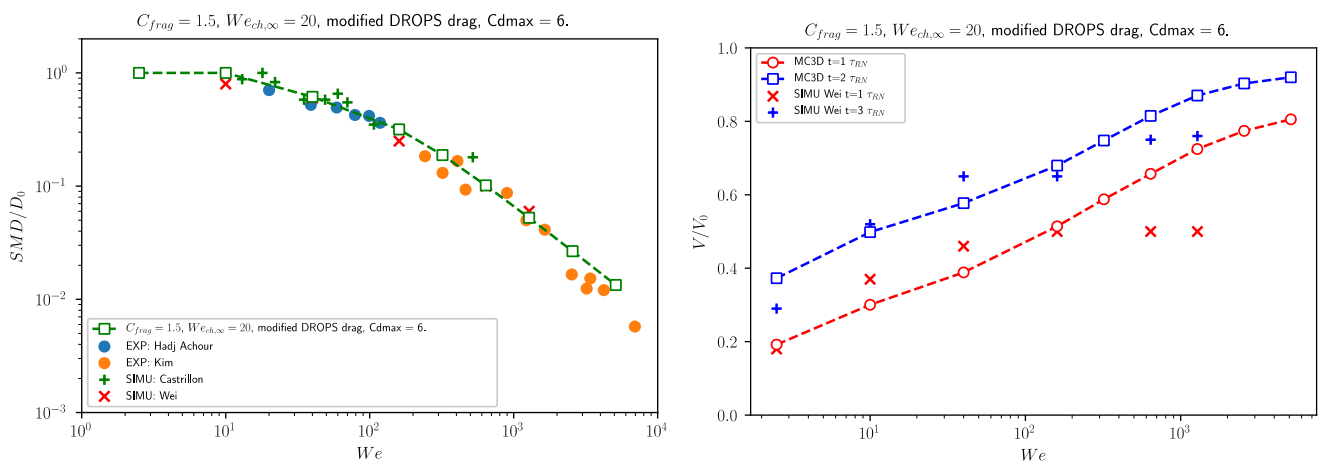 C_frag = 1.5, We_ch,∞ = 20, modified DROPS drag, Cdmax = 6.
SMD/D_0
10^0
10^−1
10^−2
10^−3
C_frag = 1.5, We_ch,∞ = 20, modified DROPS drag, Cdmax = 6.
EXP: Hadj Achour
EXP: Kim
SIMU: Castrillon
SIMU: Wei
10^0 10^1 10^2 10^3 10^4
We
C_frag = 1.5, We_ch,∞ = 20, modified DROPS drag, Cdmax = 6.
V/V_0
1.0
0.8
0.6
0.4
0.2
0.0
MC3D t=1 τ_RN
MC3D t=2 τ_RN
SIMU Wei t=1 τ_RN
SIMU Wei t=3 τ_RN
10^1 10^2 10^3
We